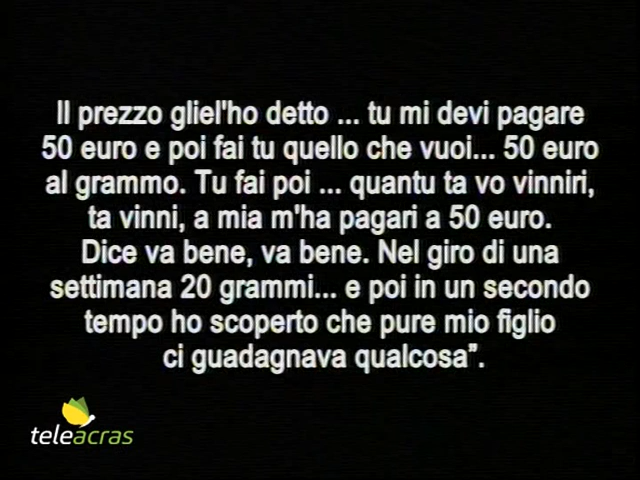 Il prezzo gliel'ho detto ... tu mi devi pagare
50 euro e poi fai tu quello che vuoi... 50 euro
al grammo. Tu fai poi ... quantu ta vo vinniri,
ta vinni, a mia m'ha pagari a 50 euro.
Dice va bene, va bene. Nel giro di una
settimana 20 grammi... e poi in un secondo
tempo ho scoperto che pure mio figlio
ci guadagnava qualcosa”.
teleacras